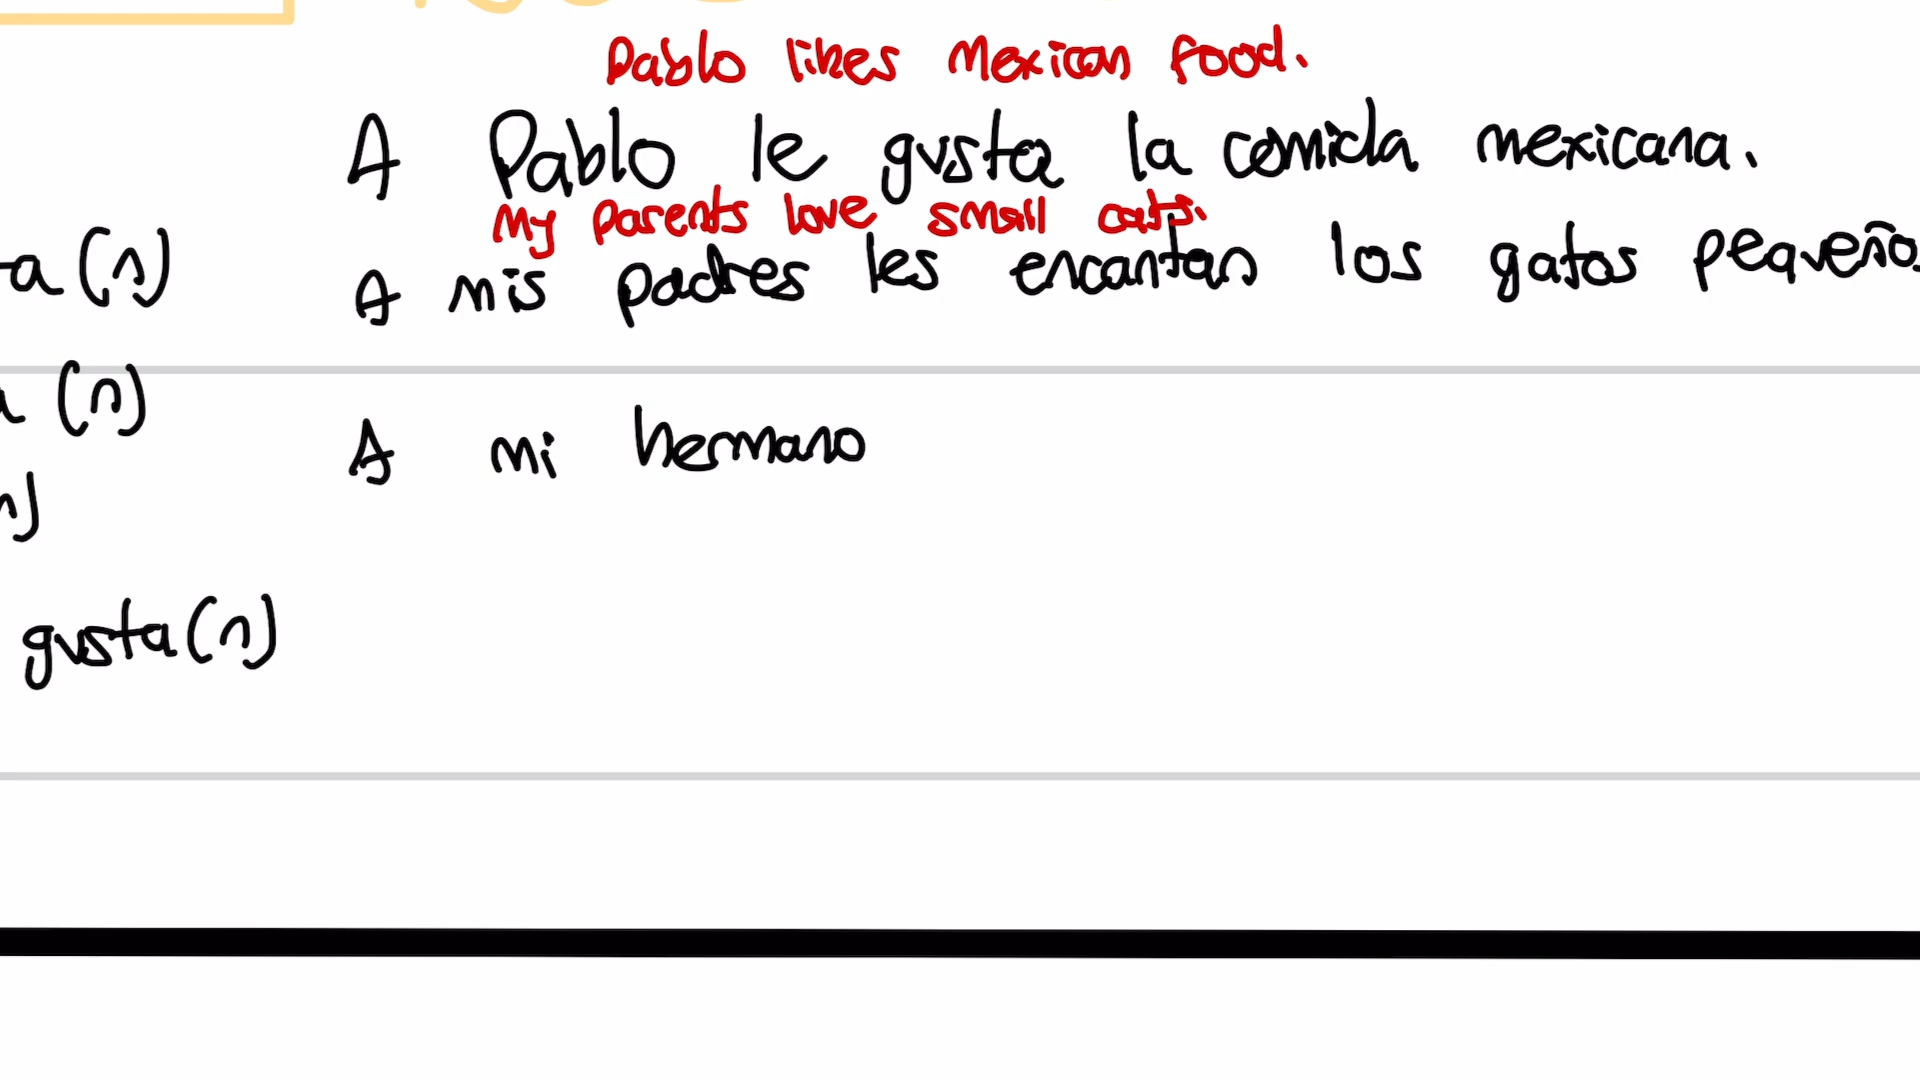 Pablo likes Mexican food.
A Pablo le gusta la comida mexicana.
My parents love small cats.
a(n) A mis padres les encantan los gatos pequeño
(n) A mi hermano
gusta(n)